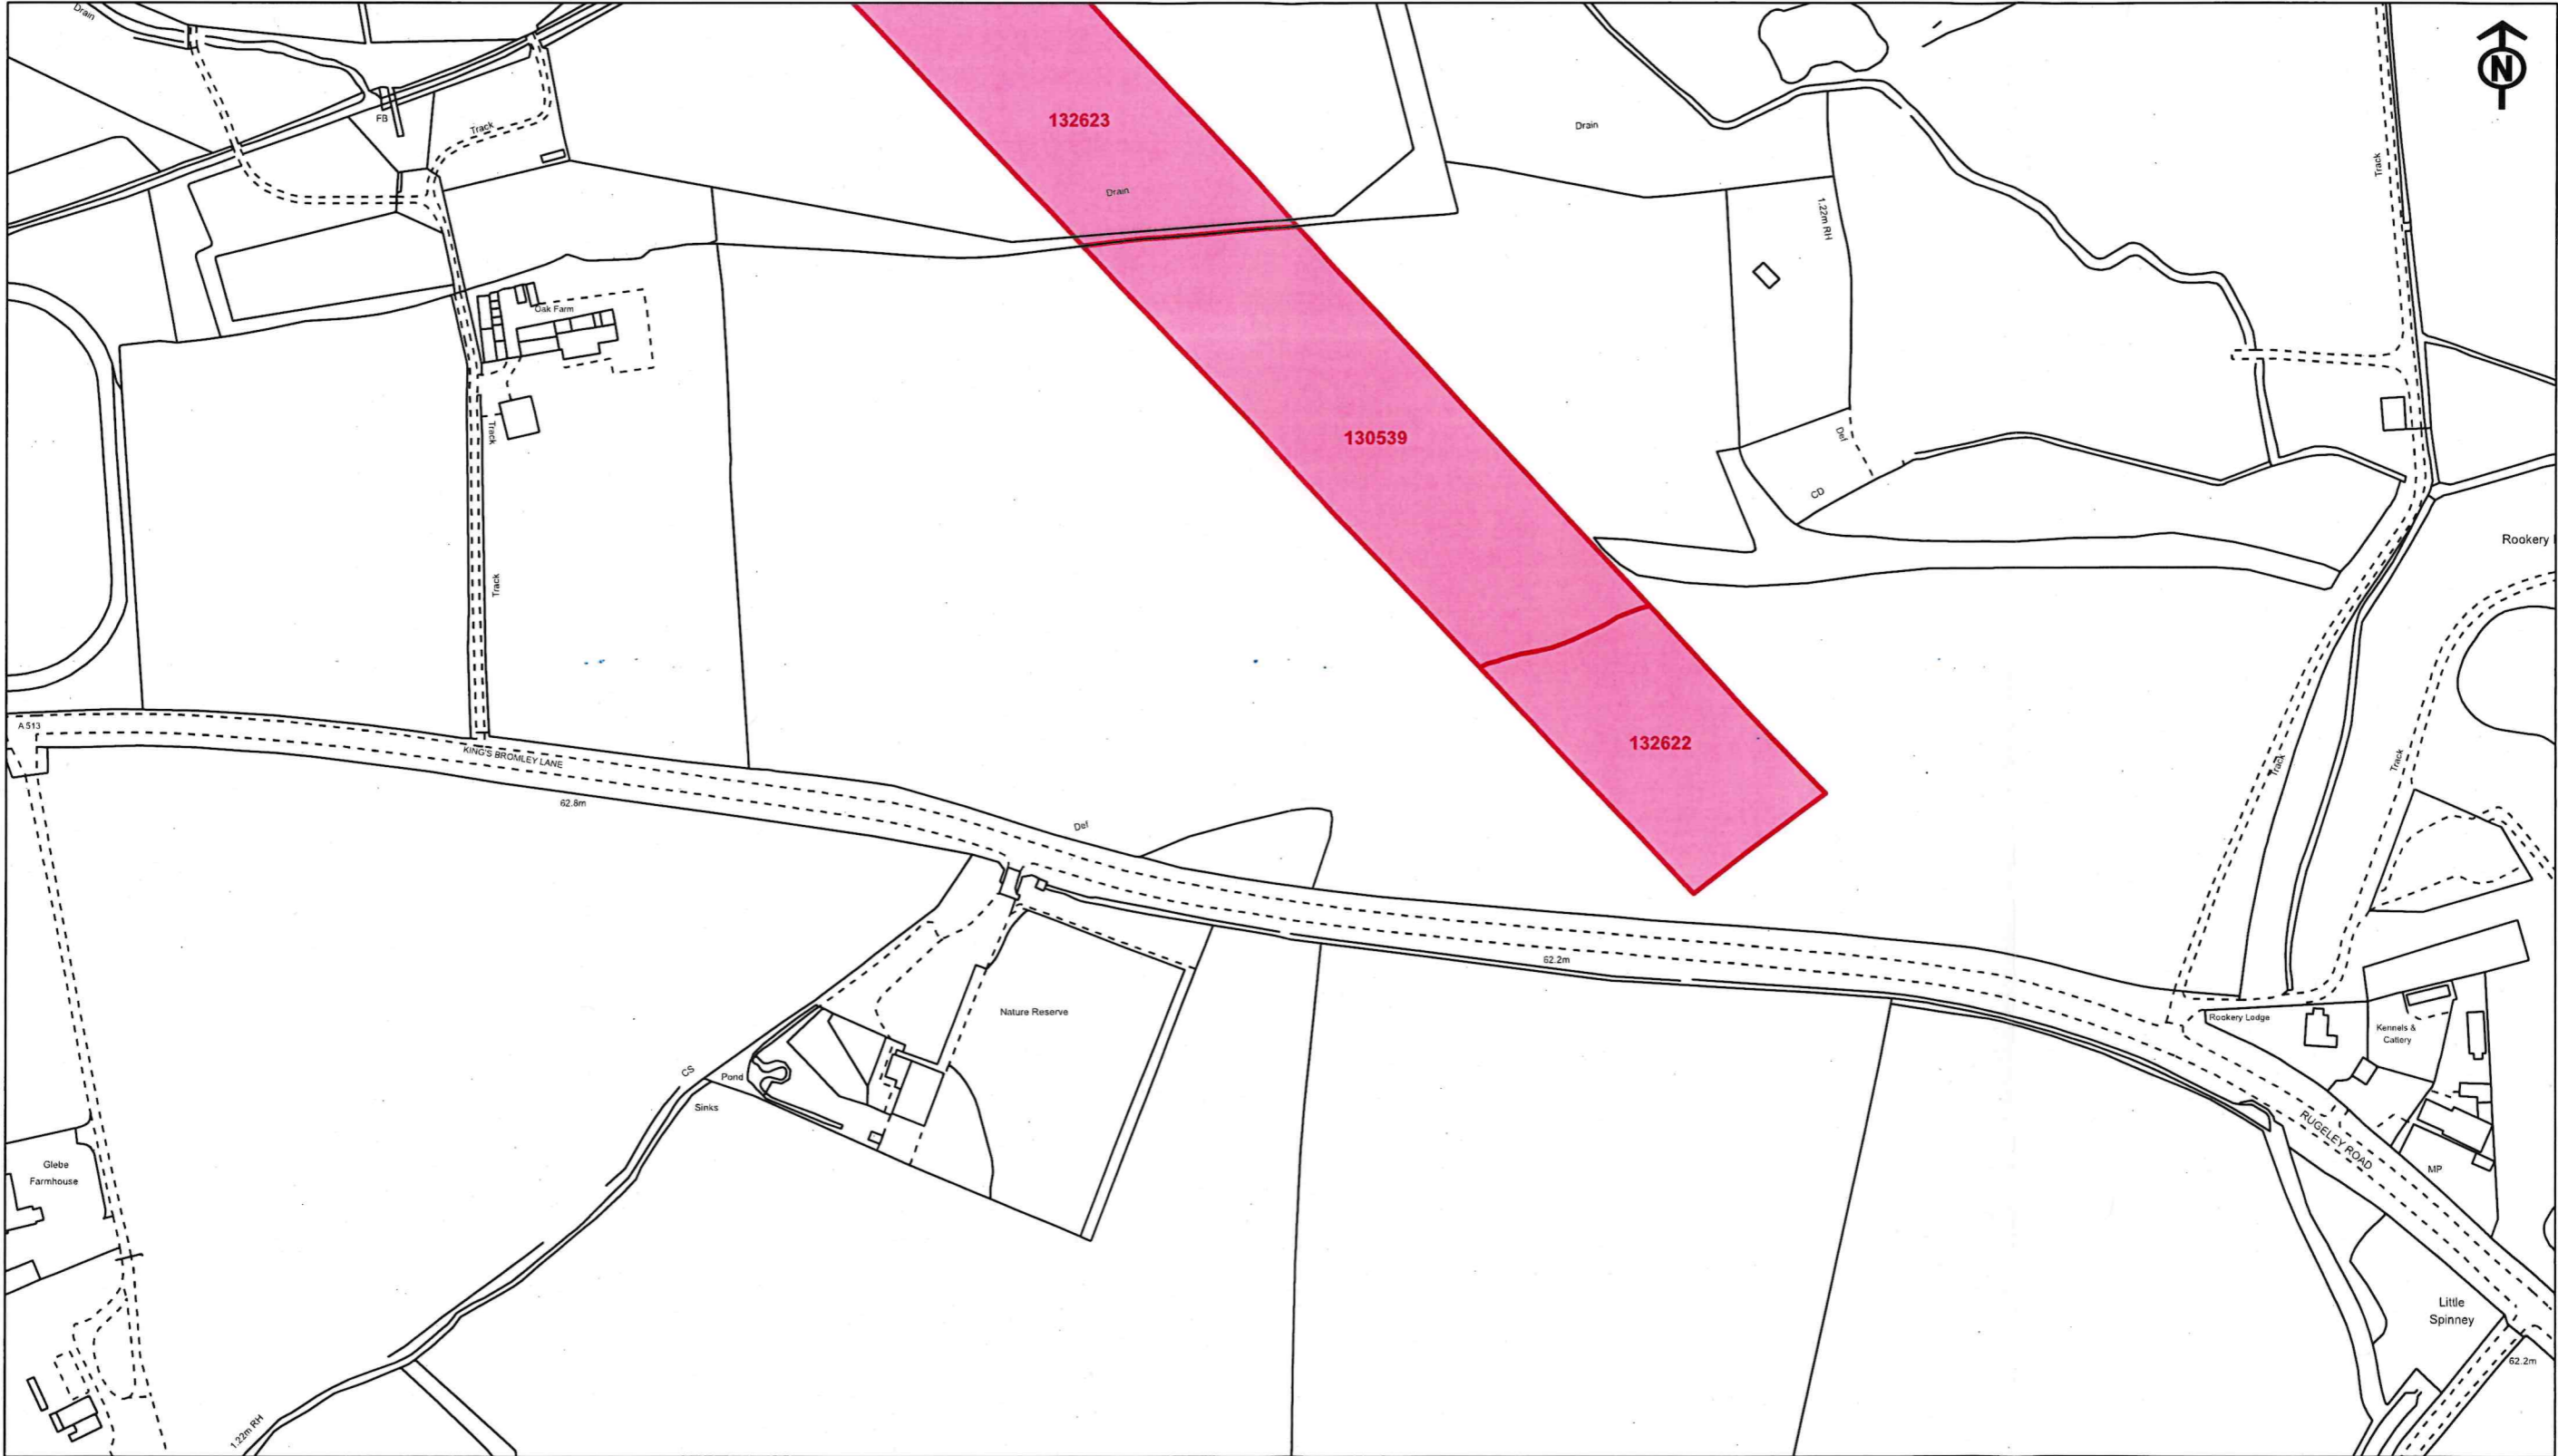 Drain
N
FB
Track
132623
Drain
Drain
Track
1.22m RH
Oak Farm
Track
130539
Def
CD
Rookery
Track
A 513
KING'S BROMLEY LANE
62.8m
132622
Track
Track
Def
62.2m
Nature Reserve
Rookery Lodge
Kennels &
Cattery
CS
Pond
Sinks
RUGELEY ROAD
MP
Glebe
Farmhouse
Little
Spinney
62.2m
1.22m RH